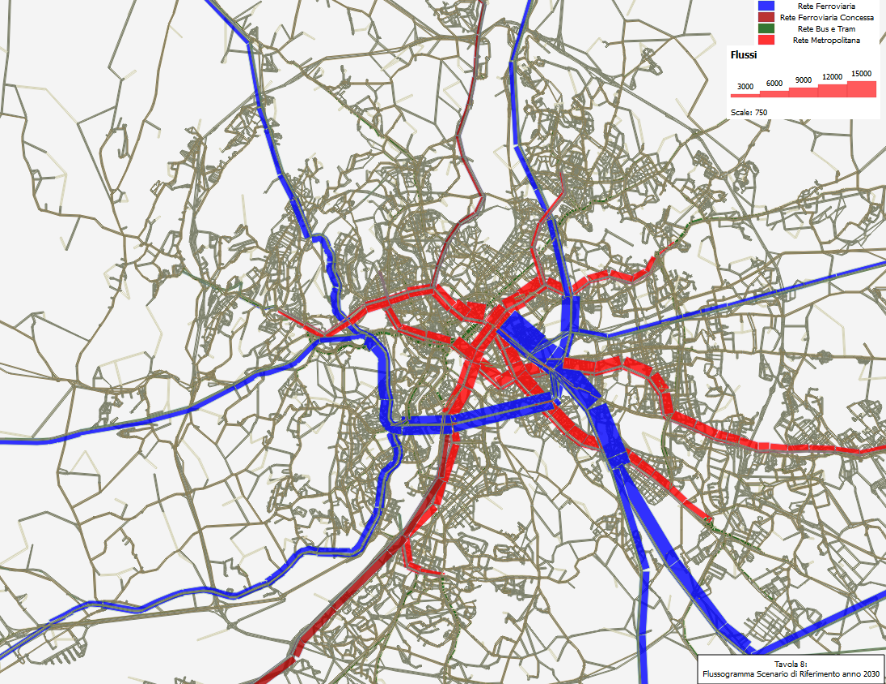 Rete Ferroviaria
Rete Ferroviaria Concessa
Rete Bus e Tram
Rete Metropolitana
Flussi
3000 6000 9000 12000 15000
Scale: 750
Tavola 8:
Flussogramma Scenario di Riferimento anno 2030